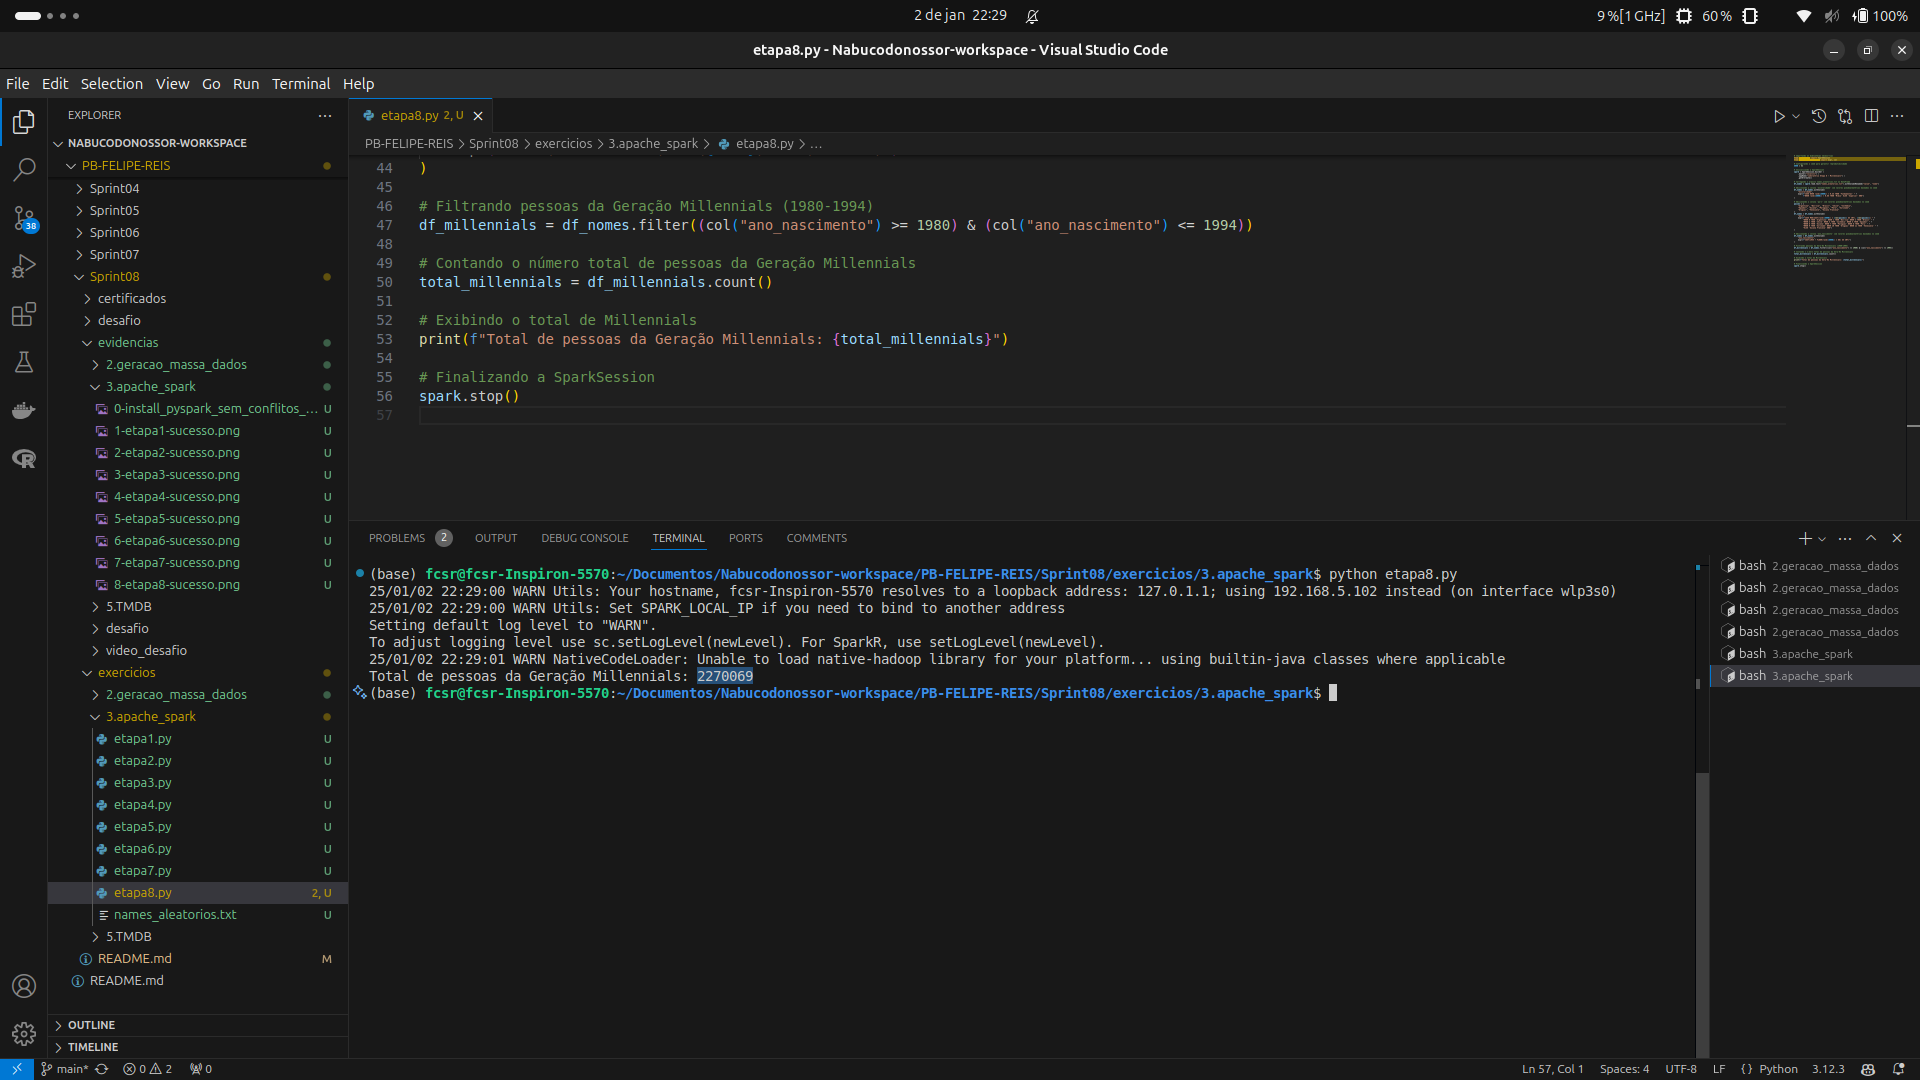 2 de jan 22:29
9%[1GHz] 60% 100%
etapa8.py - Nabucodonossor-workspace - Visual Studio Code
File Edit Selection View Go Run Terminal Help
EXPLORER
NABUCODONOSSOR-WORKSPACE
PB-FELIPE-REIS
Sprint04
Sprint05
Sprint06
Sprint07
Sprint08
certificados
desafio
evidencias
2.geracao_massa_dados
3.apache_spark
0-install_pyspark_sem_conflitos_... U
1-etapa1-sucesso.png U
2-etapa2-sucesso.png U
3-etapa3-sucesso.png U
4-etapa4-sucesso.png U
5-etapa5-sucesso.png U
6-etapa6-sucesso.png U
7-etapa7-sucesso.png U
8-etapa8-sucesso.png U
5.TMDB
desafio
video_desafio
exercicios
2.geracao_massa_dados
3.apache_spark
etapa1.py U
etapa2.py U
etapa3.py U
etapa4.py U
etapa5.py U
etapa6.py U
etapa7.py U
etapa8.py 2, U
names_aleatorios.txt U
5.TMDB
README.md M
README.md
OUTLINE
TIMELINE
etapa8.py 2, U
PB-FELIPE-REIS > Sprint08 > exercicios > 3.apache_spark > etapa8.py > ...
44 )
45
46 # Filtrando pessoas da Geração Millennials (1980-1994)
47 df_millennials = df_nomes.filter((col("ano_nascimento") >= 1980) & (col("ano_nascimento") <= 1994))
48
49 # Contando o número total de pessoas da Geração Millennials
50 total_millennials = df_millennials.count()
51
52 # Exibindo o total de Millennials
53 print(f"Total de pessoas da Geração Millennials: {total_millennials}")
54
55 # Finalizando a SparkSession
56 spark.stop()
57
PROBLEMS 2 OUTPUT DEBUG CONSOLE TERMINAL PORTS COMMENTS
(base) fcsr@fcsr-Inspiron-5570:~/Documentos/Nabucodonossor-workspace/PB-FELIPE-REIS/Sprint08/exercicios/3.apache_spark$ python etapa8.py
25/01/02 22:29:00 WARN Utils: Your hostname, fcsr-Inspiron-5570 resolves to a loopback address: 127.0.1.1; using 192.168.5.102 instead (on interface wlp3s0)
25/01/02 22:29:00 WARN Utils: Set SPARK_LOCAL_IP if you need to bind to another address
Setting default log level to "WARN".
To adjust logging level use sc.setLogLevel(newLevel). For SparkR, use setLogLevel(newLevel).
25/01/02 22:29:01 WARN NativeCodeLoader: Unable to load native-hadoop library for your platform... using builtin-java classes where applicable
Total de pessoas da Geração Millennials: 2270069
(base) fcsr@fcsr-Inspiron-5570:~/Documentos/Nabucodonossor-workspace/PB-FELIPE-REIS/Sprint08/exercicios/3.apache_spark$
bash 2.geracao_massa_dados
bash 2.geracao_massa_dados
bash 2.geracao_massa_dados
bash 2.geracao_massa_dados
bash 3.apache_spark
bash 3.apache_spark
38
main* 0 2 0
Ln 57, Col 1 Spaces: 4 UTF-8 LF {} Python 3.12.3